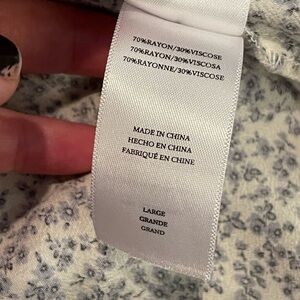 70%RAYON/30%VISCOSE
70%RAYON/30%VISCOSA
70%RAYONNE/30%VISCOSE
MADE IN CHINA
HECHO EN CHINA
FABRIQUÉ EN CHINE
LARGE
GRANDE
GRAND